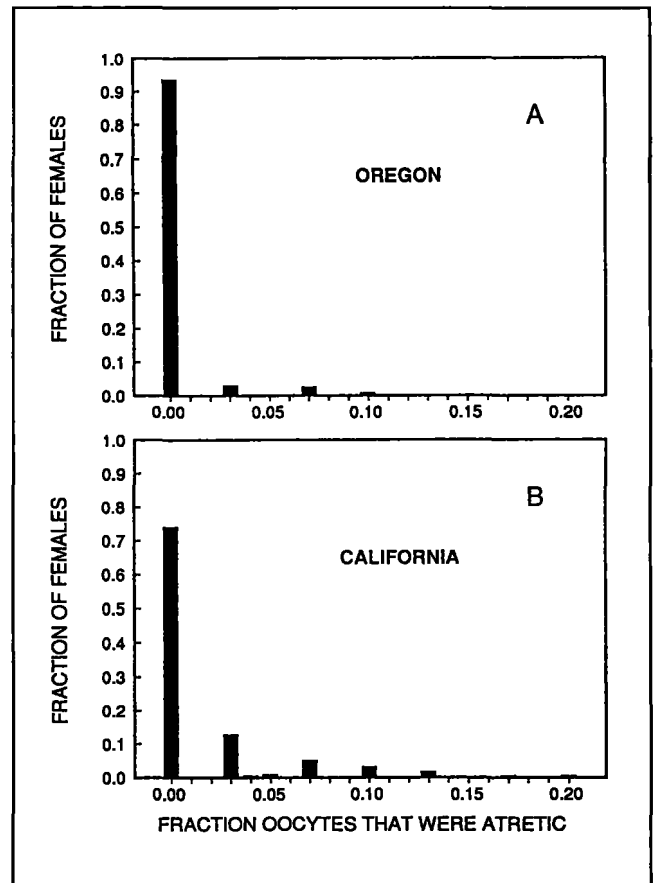 A
OREGON
FRACTION OF FEMALES
1.0
0.9
0.8
0.7
0.6
0.5
0.4
0.3
0.2
0.1
0.0
0.00 0.05 0.10 0.15 0.20
B
CALIFORNIA
FRACTION OF FEMALES
1.0
0.9
0.8
0.7
0.6
0.5
0.4
0.3
0.2
0.1
0.0
0.00 0.05 0.10 0.15 0.20
FRACTION OOCYTES THAT WERE ATRETIC